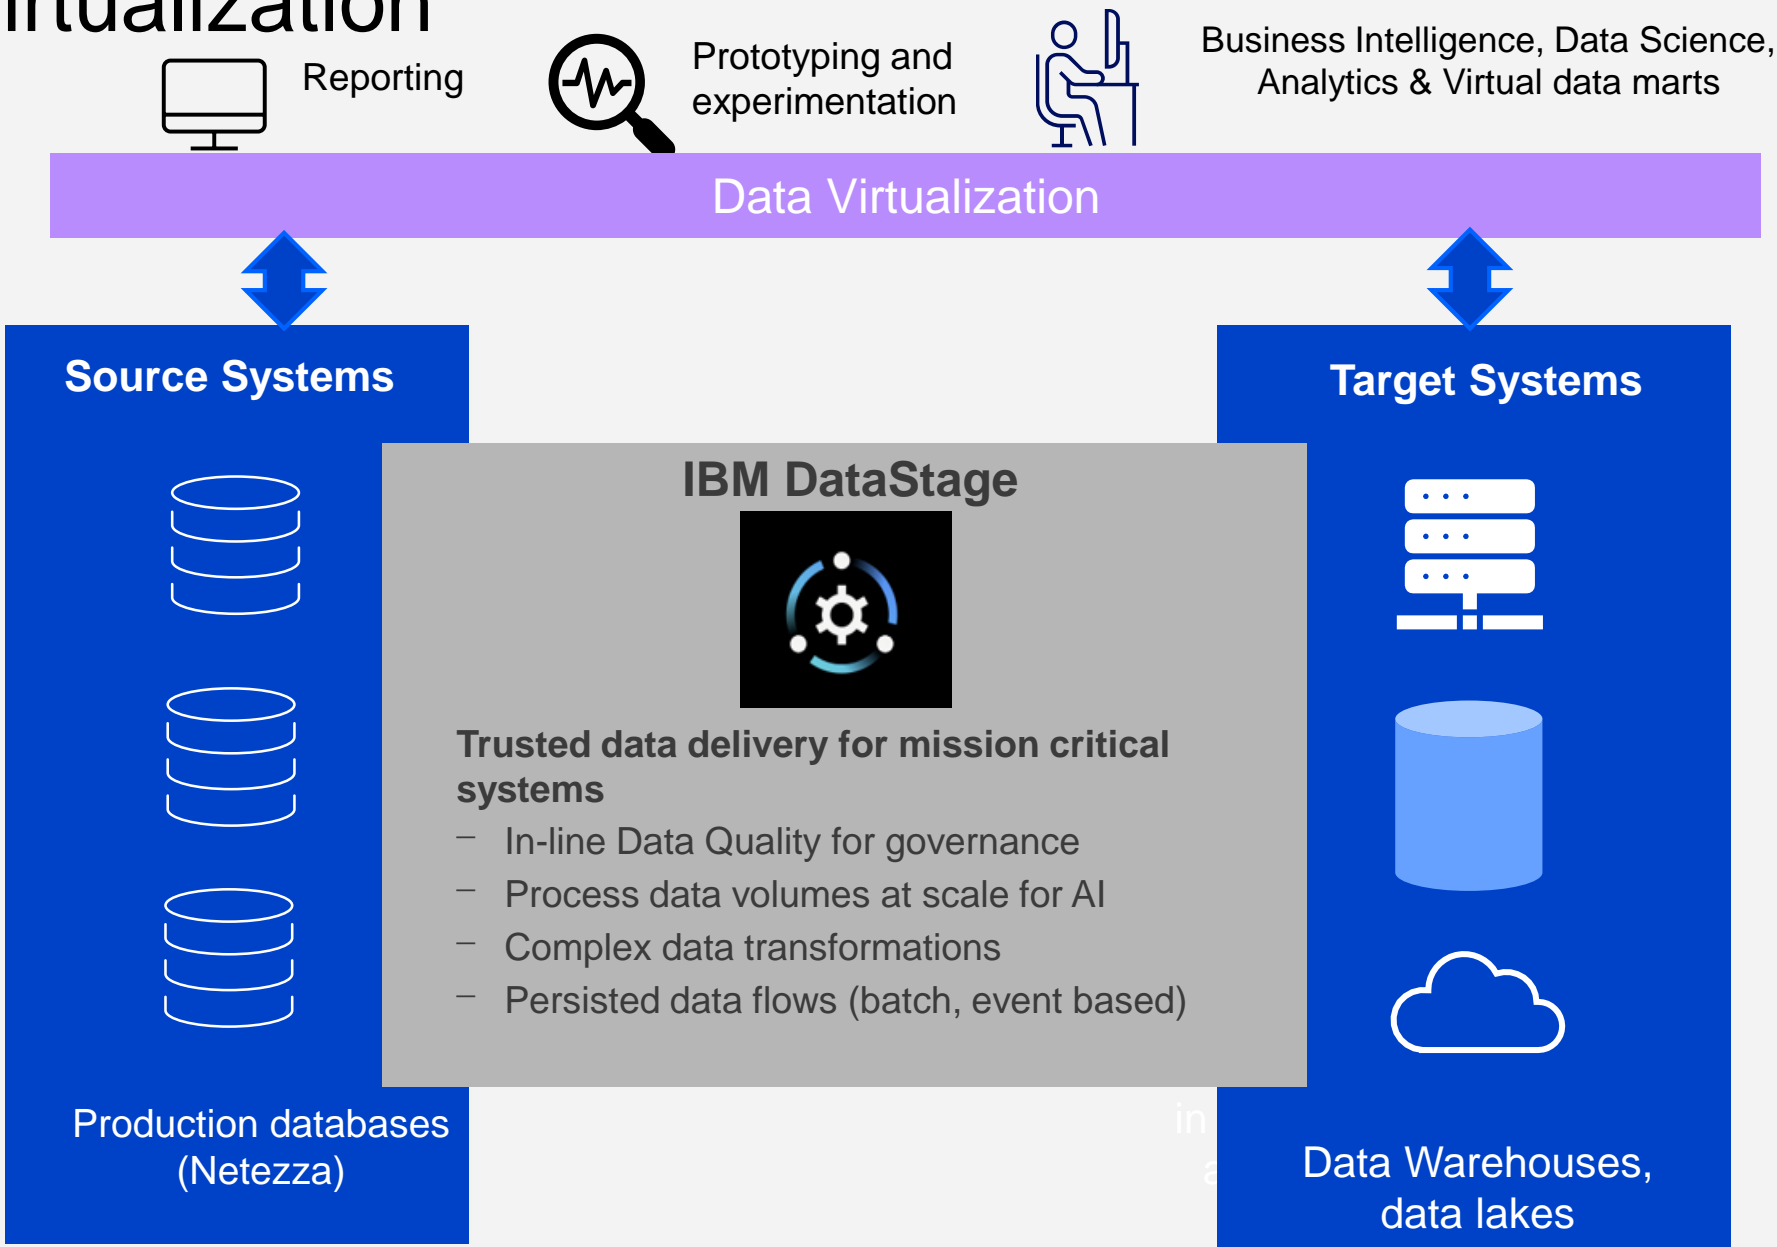 irtualization
Reporting
Prototyping and
experimentation
Business Intelligence, Data Science,
Analytics & Virtual data marts
Data Virtualization
Source Systems
Target Systems
IBM DataStage
Trusted data delivery for mission critical
systems
– In-line Data Quality for governance
– Process data volumes at scale for AI
– Complex data transformations
– Persisted data flows (batch, event based)
Production databases
(Netezza)
in
a
Data Warehouses,
data lakes